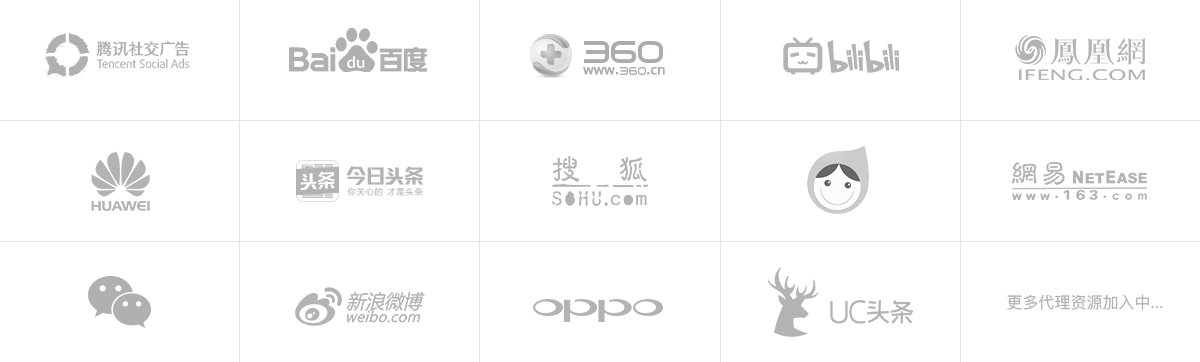 腾讯社交广告
Tencent Social Ads
Bai du 百度
360
www.360.cn
bilibili
鳳凰網
IFENG.COM
HUAWEI
头条
今日头条
你关心的 才是头条
搜 狐
SOHU.com
網易 NETEASE
www.163.com
新浪微博
weibo.com
oppo
UC头条
更多代理资源加入中...